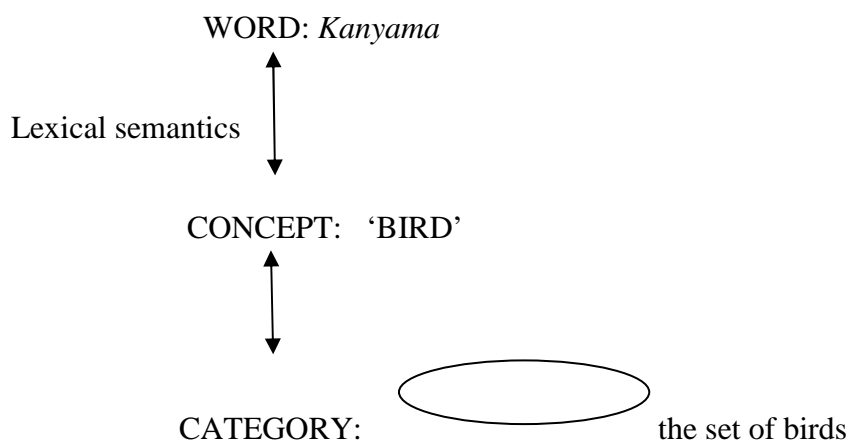 WORD: Kanyama
Lexical semantics
CONCEPT: ‘BIRD’
CATEGORY: the set of birds